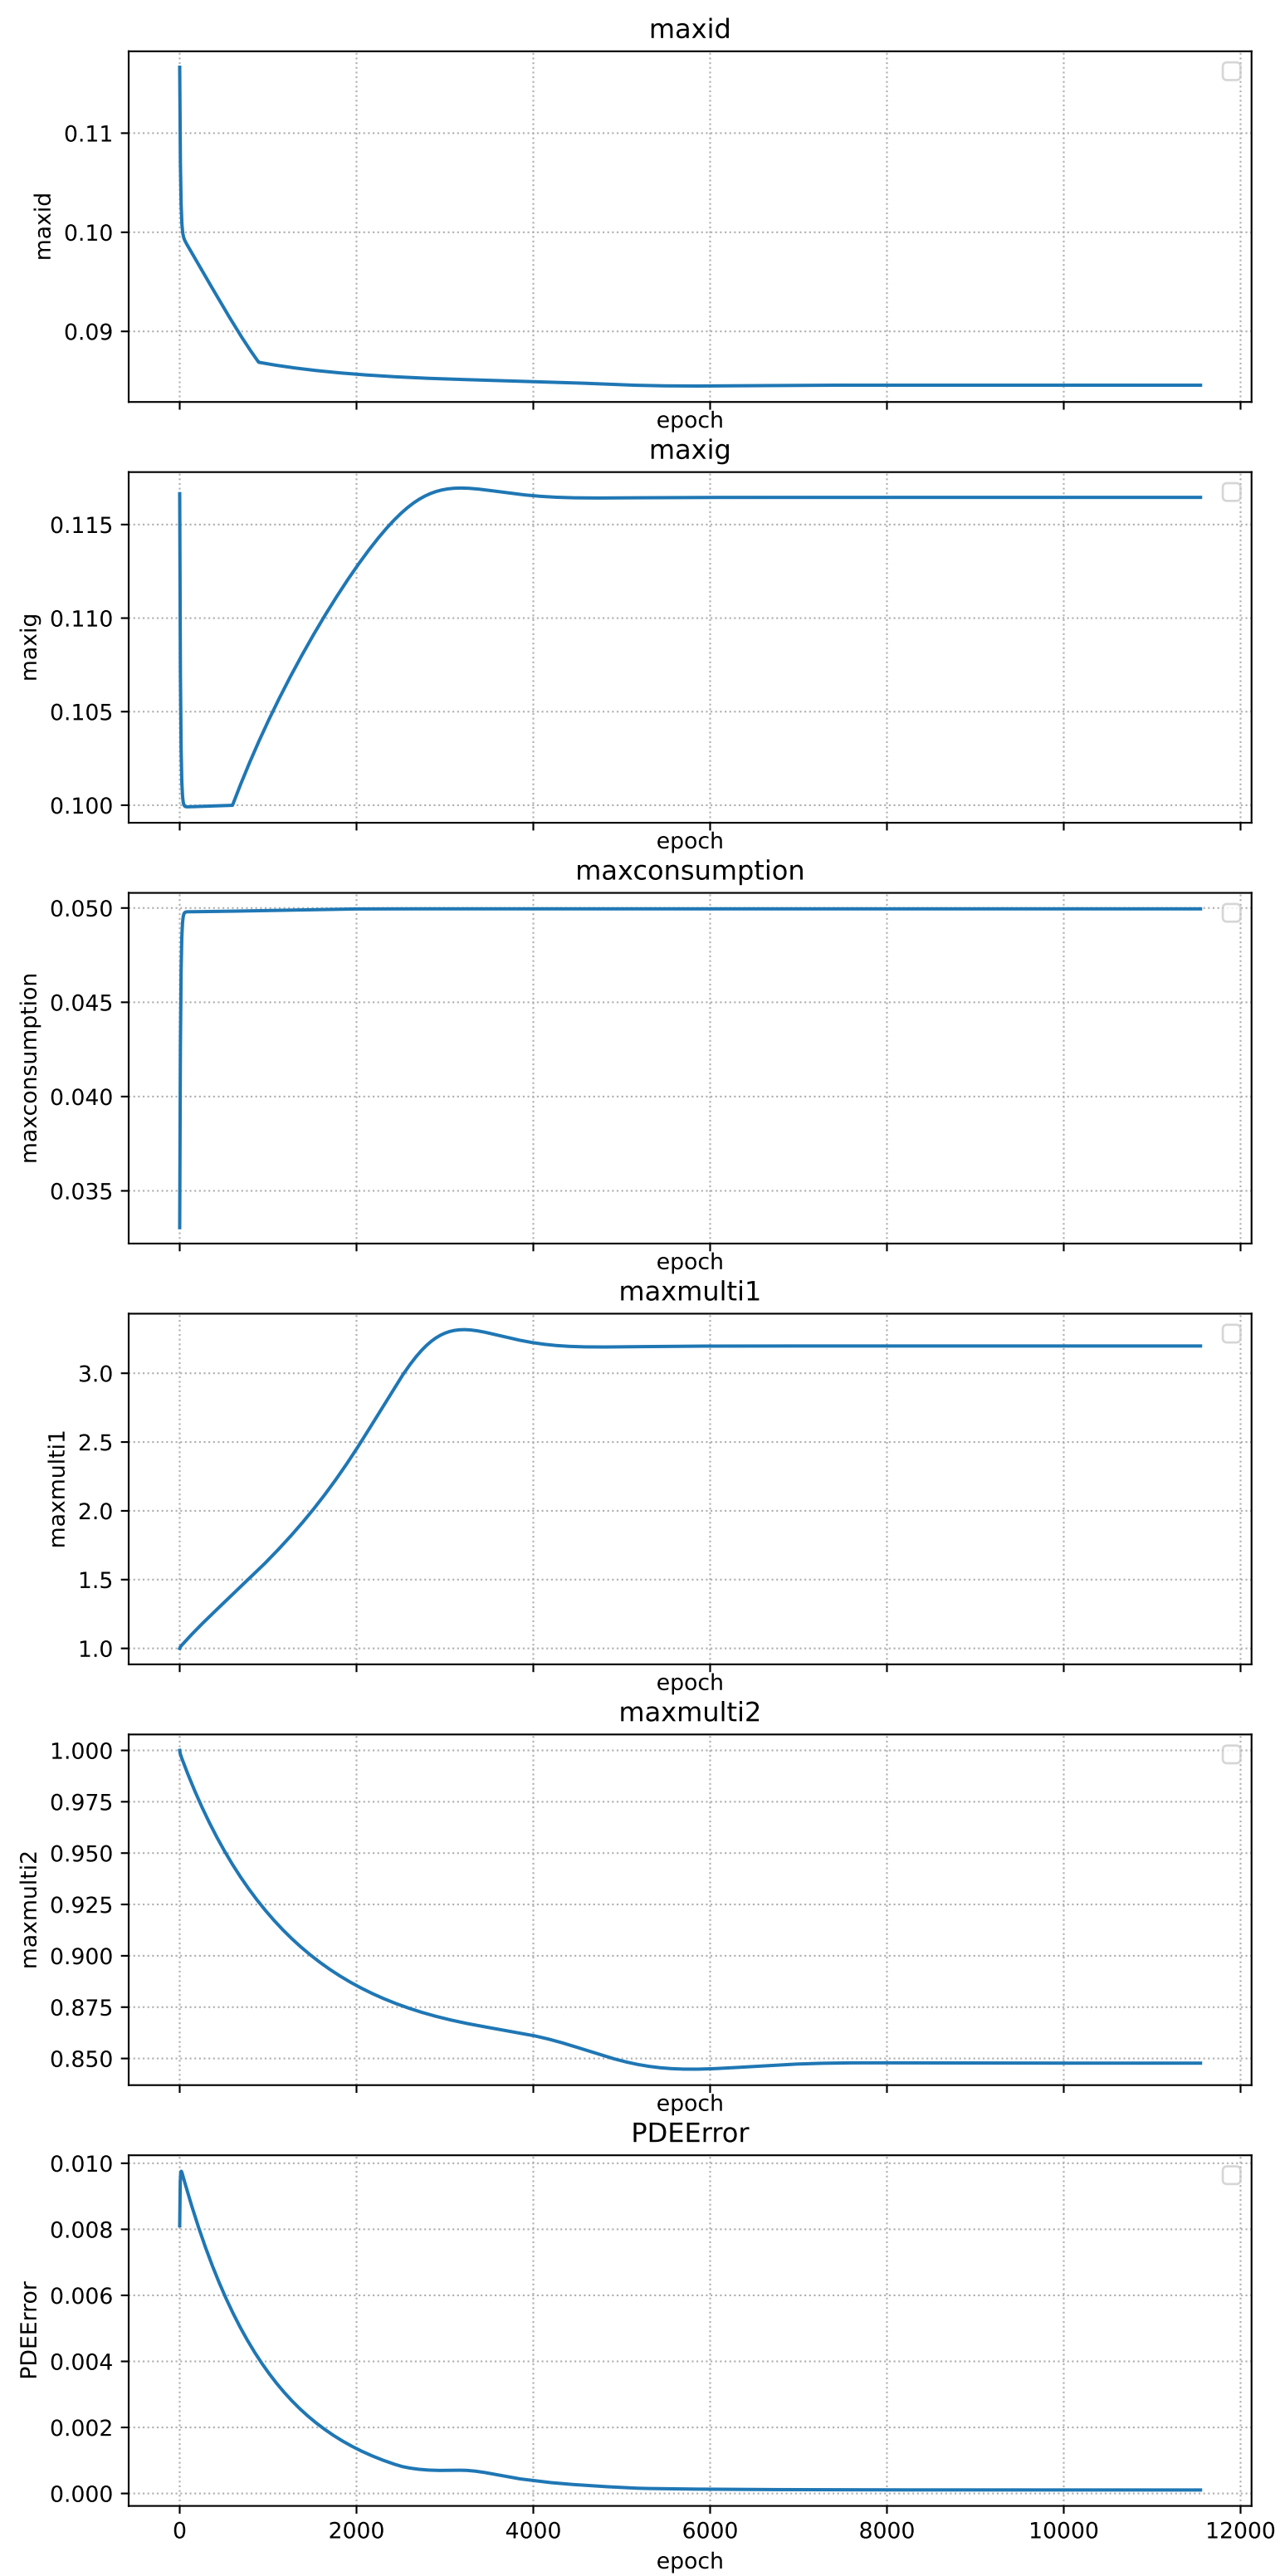 maxid
0.11
0.10
0.09
maxid
epoch
maxig
0.115
0.110
0.105
0.100
maxig
epoch
maxconsumption
0.050
0.045
0.040
0.035
maxconsumption
epoch
maxmulti1
3.0
2.5
2.0
1.5
1.0
maxmulti1
epoch
maxmulti2
1.000
0.975
0.950
0.925
0.900
0.875
0.850
maxmulti2
epoch
PDEError
0.010
0.008
0.006
0.004
0.002
0.000
PDEError
0 2000 4000 6000 8000 10000 12000
epoch